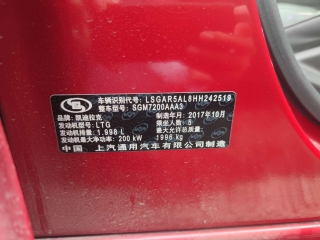 车辆识别代号: LSGAR5AL8HH242519
整车型号: SGM7200AAA3
品牌: 凯迪拉克 制造年月: 2017年10月
发动机型号: LTG 乘坐人数: 5
发动机排量: 1,998 L 最大允许总质量:
发动机最大净功率: 200 kW 1998 kg
中国 上汽通用汽车有限公司制造